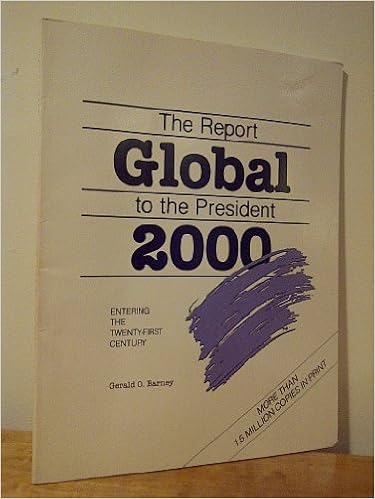 The Report
Global
to the President
2000
ENTERING
THE
TWENTY-FIRST
CENTURY
Gerald O. Barney
MORE THAN
1.5 MILLION COPIES IN PRINT